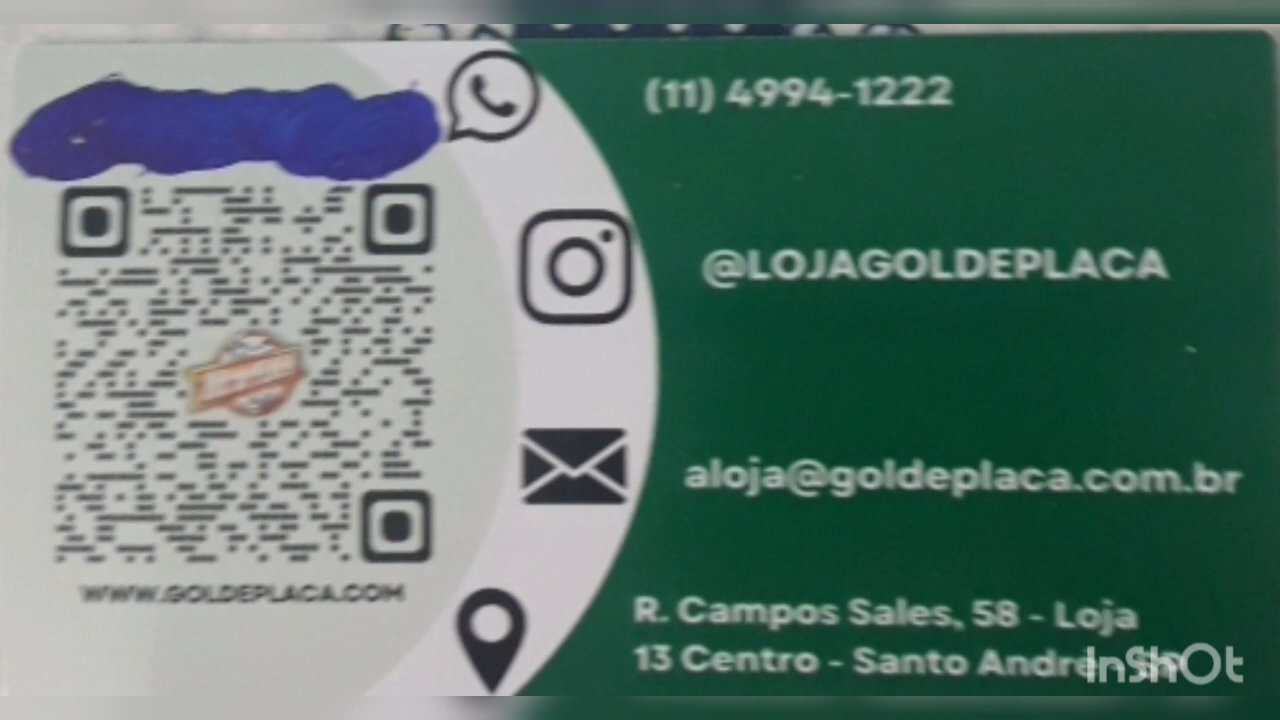 (11) 4994-1222
@LOJAGOLDEPLACA
aloja@goldeplaca.com.br
WWW.GOLDEPLACA.COM
R. Campos Sales, 58 - Loja
13 Centro - Santo André - SP
InShOt